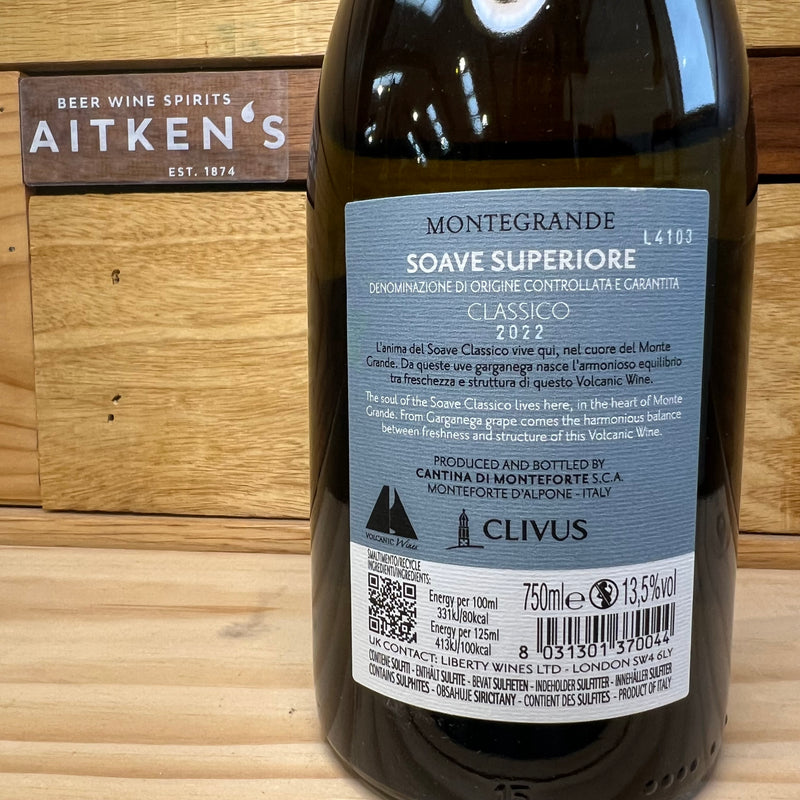 BEER WINE SPIRITS
AITKEN'S
EST. 1874
MONTEGRANDE
L4103
SOAVE SUPERIORE
DENOMINAZIONE DI ORIGINE CONTROLLATA E GARANTITA
CLASSICO
2022
L'anima del Soave Classico vive qui, nel cuore del Monte
Grande. Da queste uve garganega nasce l'armonioso equilibrio
tra freschezza e struttura di questo Volcanic Wine.
The soul of the Soave Classico lives here, in the heart of Monte
Grande. From Garganega grape comes the harmonious balance
between freshness and structure of this Volcanic Wine.
PRODUCED AND BOTTLED BY
CANTINA DI MONTEFORTE S.C.A.
MONTEFORTE D'ALPONE - ITALY
VOLCANIC Wines
CLIVUS
SMALTIMENTO/RECYCLE
INGREDIENTI/INGREDIENTS:
Energy per 100ml
331kJ/80kcal
Energy per 125ml
413kJ/100kcal
750ml e 13,5%vol
8 031301 370044
UK CONTACT: LIBERTY WINES LTD - LONDON SW4 6LY
CONTIENE SOLFITI - ENTHÄLT SULFITE - BEVAT SULFIETEN - INDEHOLDER SULFITTER - INNEHÅLLER SULFITER
CONTAINS SULPHITES - OBSAHUJE SIRICITANY - CONTIENT DES SULFITES - PRODUCT OF ITALY
15